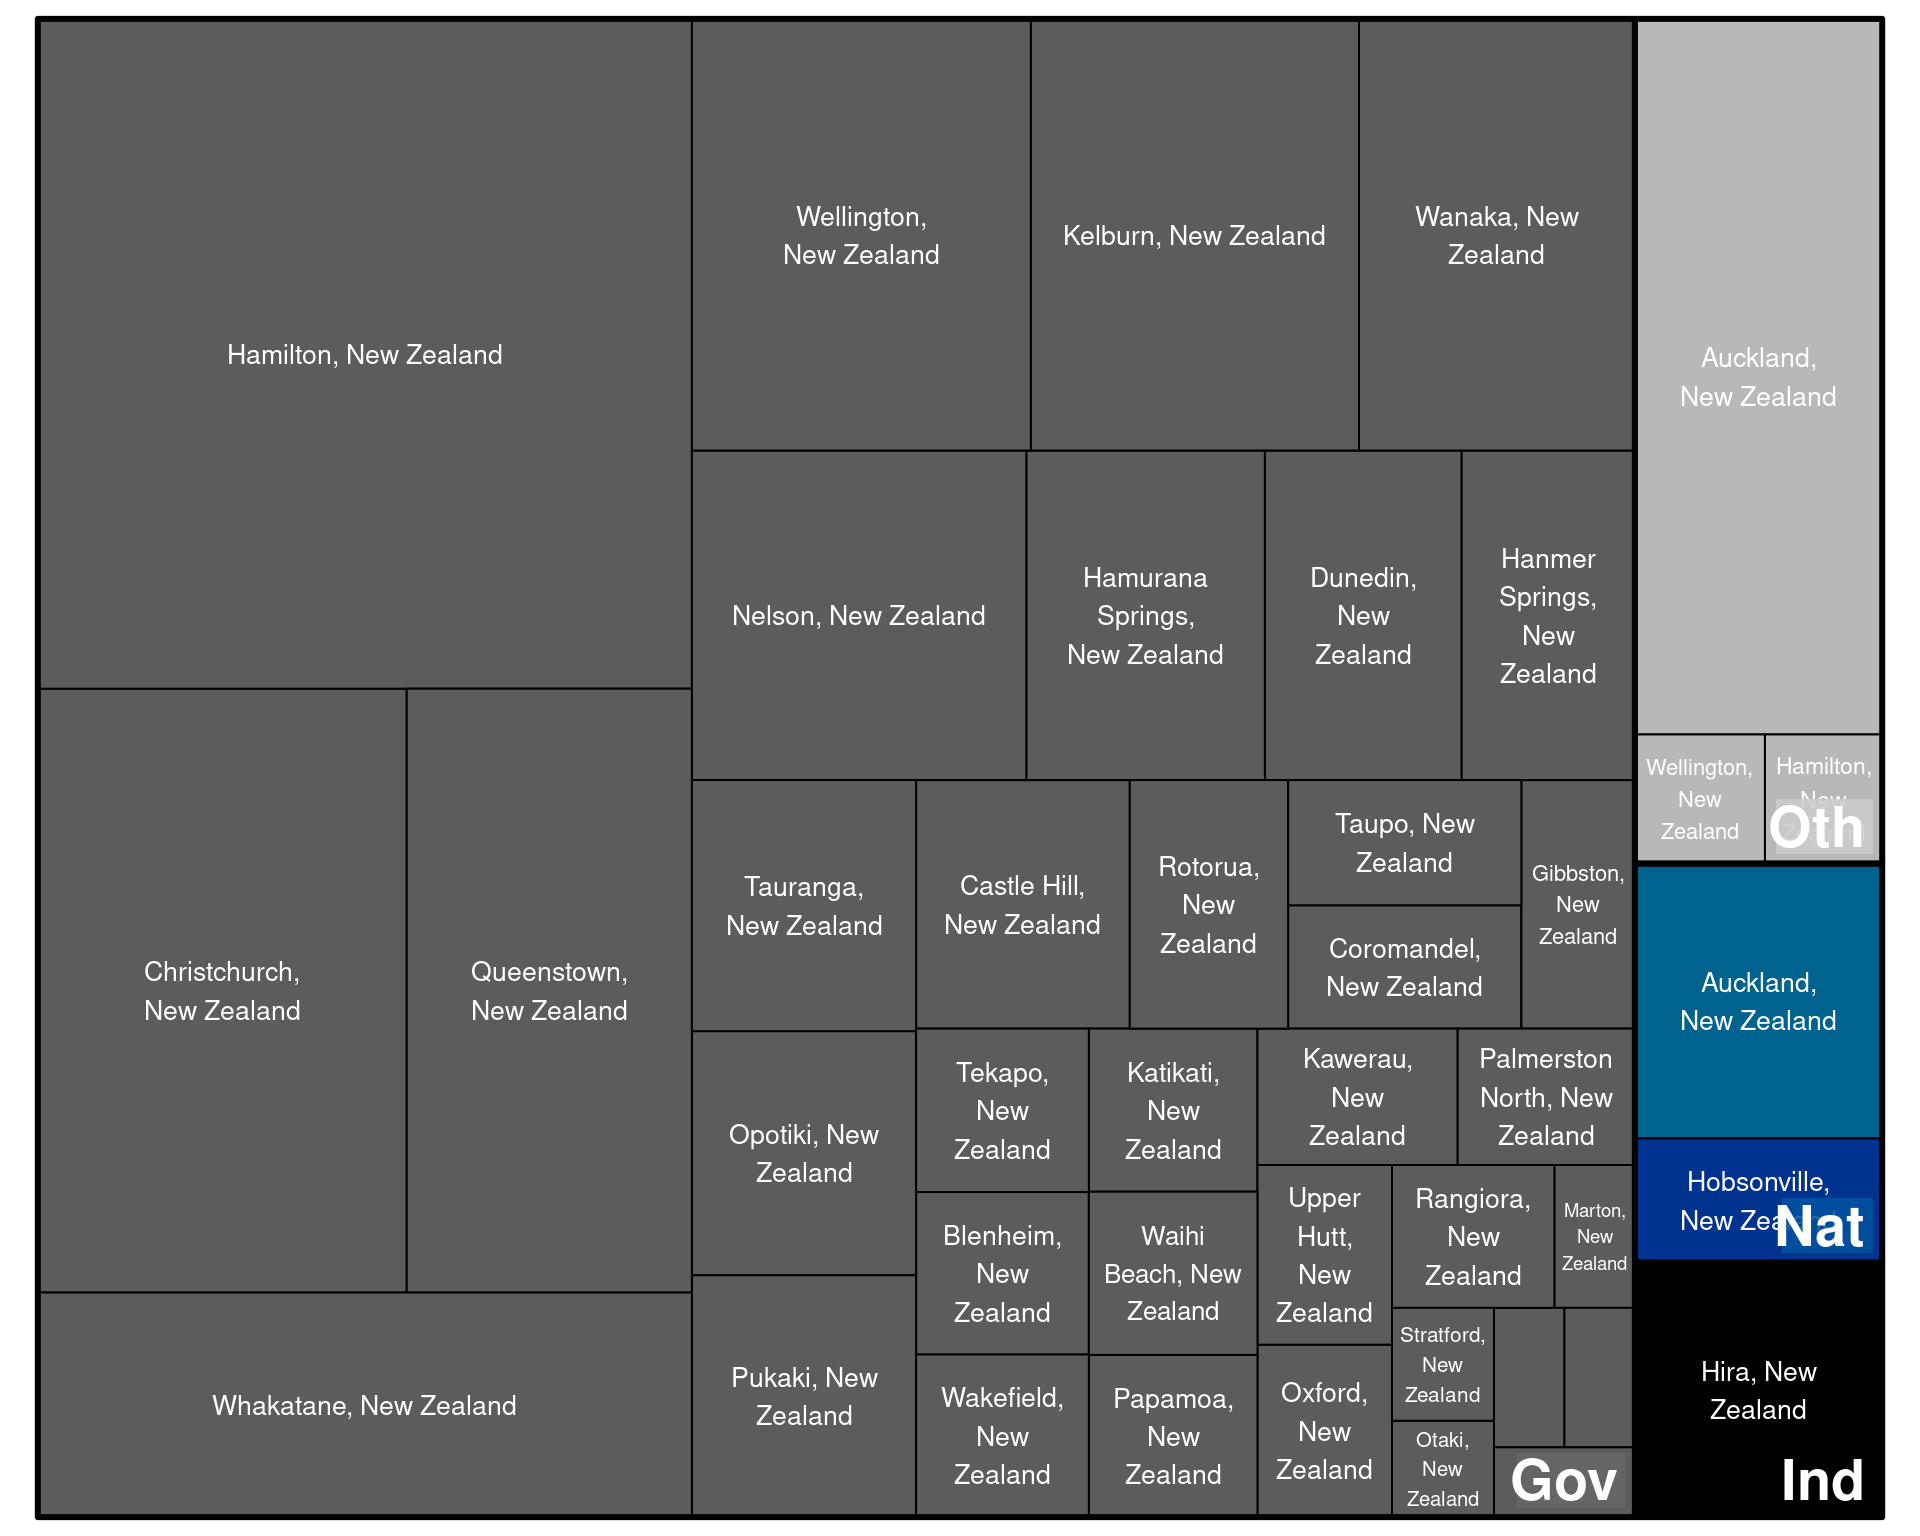 Hamilton, New Zealand
Christchurch,
New Zealand
Queenstown,
New Zealand
Whakatane, New Zealand
Wellington,
New Zealand
Kelburn, New Zealand
Wanaka, New
Zealand
Nelson, New Zealand
Hamurana
Springs,
New Zealand
Dunedin,
New
Zealand
Hanmer
Springs,
New
Zealand
Tauranga,
New Zealand
Castle Hill,
New Zealand
Rotorua,
New
Zealand
Taupo, New
Zealand
Coromandel,
New Zealand
Gibbston,
New
Zealand
Opotiki, New
Zealand
Pukaki, New
Zealand
Tekapo,
New
Zealand
Katikati,
New
Zealand
Kawerau,
New
Zealand
Palmerston
North, New
Zealand
Blenheim,
New
Zealand
Waihi
Beach, New
Zealand
Upper
Hutt,
New
Zealand
Rangiora,
New
Zealand
Marton,
New
Zealand
Wakefield,
New
Zealand
Papamoa,
New
Zealand
Oxford,
New
Zealand
Stratford,
New
Zealand
Otaki,
New
Zealand
Gov
Auckland,
New Zealand
Wellington,
New
Zealand
Hamilton,
New
Oth
Auckland,
New Zealand
Hobsonville,
New
Nat
Hira, New
Zealand
Ind